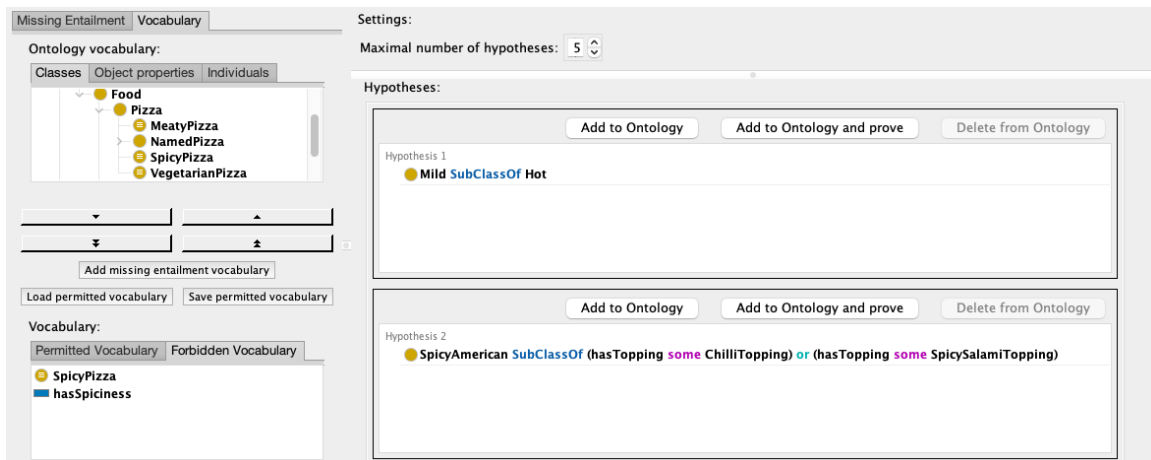 Missing Entailment Vocabulary
Ontology vocabulary:
Classes Object properties Individuals
Food
Pizza
MeatyPizza
NamedPizza
SpicyPizza
VegetarianPizza
Add missing entailment vocabulary
Load permitted vocabulary Save permitted vocabulary
Vocabulary:
Permitted Vocabulary Forbidden Vocabulary
SpicyPizza
hasSpiciness
Settings:
Maximal number of hypotheses: 5
Hypotheses:
Add to Ontology Add to Ontology and prove Delete from Ontology
Hypothesis 1
Mild SubClassOf Hot
Add to Ontology Add to Ontology and prove Delete from Ontology
Hypothesis 2
SpicyAmerican SubClassOf (hasTopping some ChilliTopping) or (hasTopping some SpicySalamiTopping)